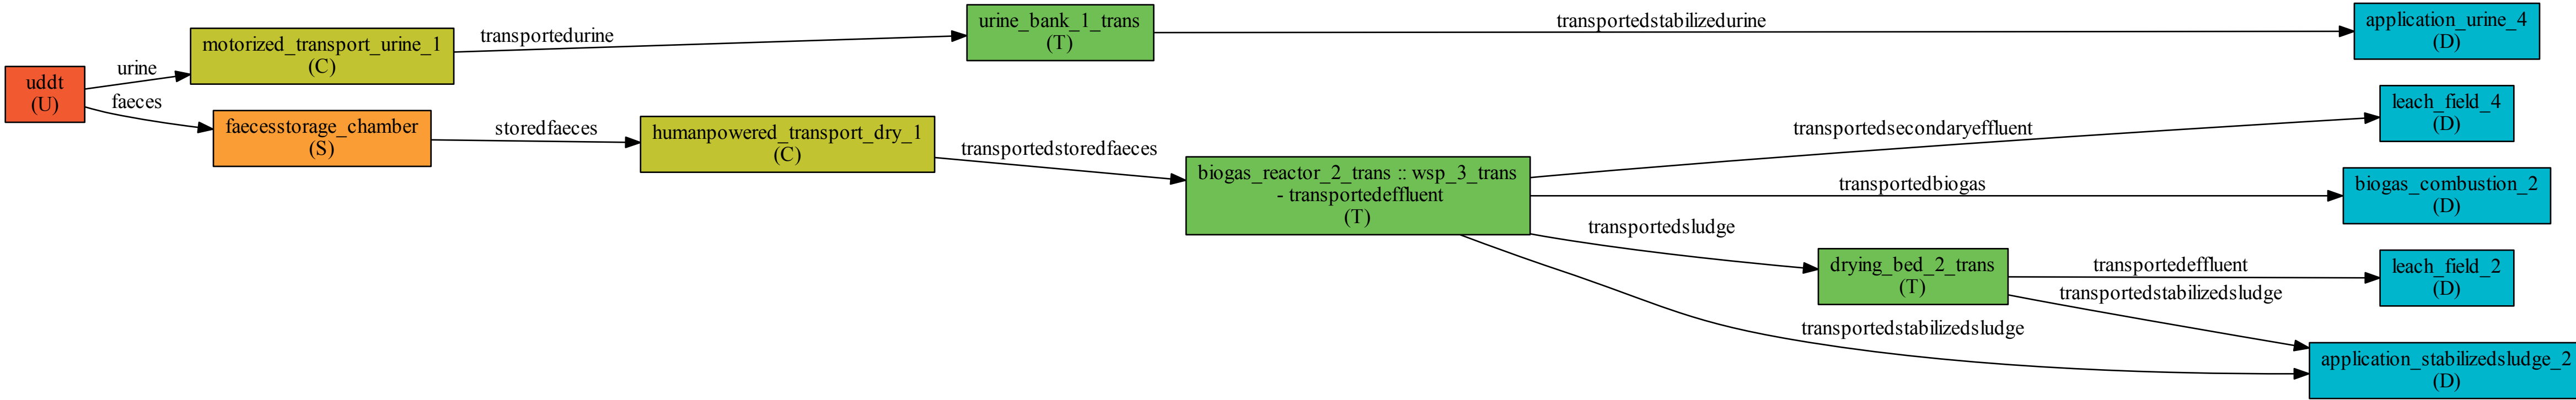 uddt
(U)
urine
faeces
motorized_transport_urine_1
(C)
transportedurine
urine_bank_1_trans
(T)
transportedstabilizedurine
application_urine_4
(D)
faecesstorage_chamber
(S)
storedfaeces
humanpowered_transport_dry_1
(C)
transportedstoredfaeces
biogas_reactor_2_trans :: wsp_3_trans
- transportedeffluent
(T)
transportedsecondaryeffluent
leach_field_4
(D)
transportedbiogas
biogas_combustion_2
(D)
transportedsludge
drying_bed_2_trans
(T)
transportedeffluent
leach_field_2
(D)
transportedstabilizedsludge
transportedstabilizedsludge
application_stabilizedsludge_2
(D)